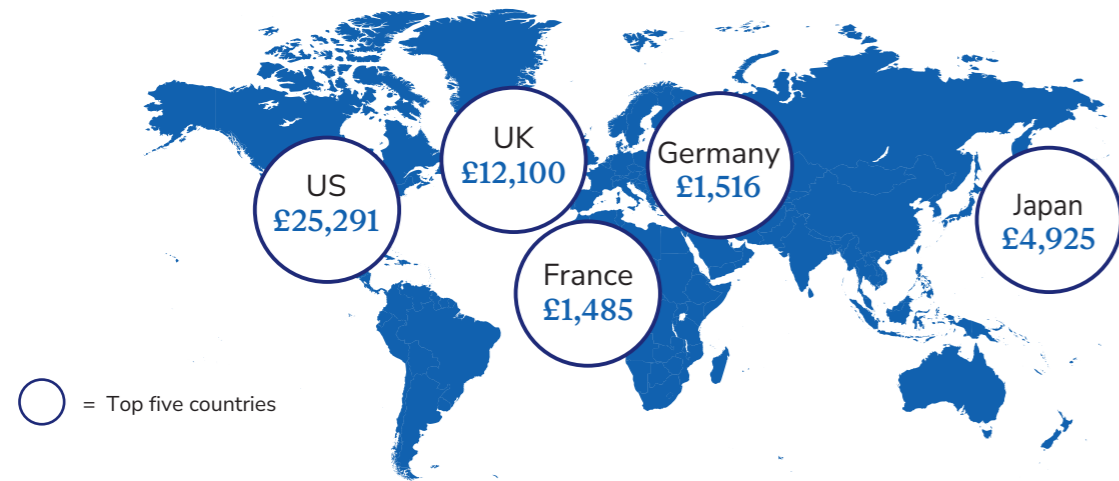 UK
£12,100
Germany
£1,516
US
£25,291
Japan
£4,925
France
£1,485
= Top five countries